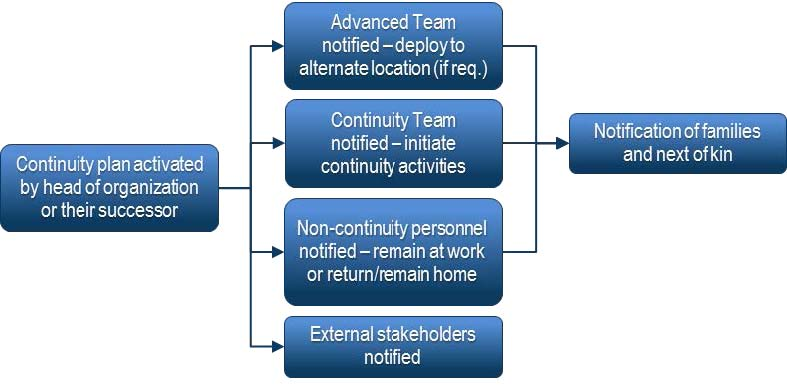 Continuity plan activated
by head of organization
or their successor
Advanced Team
notified – deploy to
alternate location (if req.)
Continuity Team
notified – initiate
continuity activities
Non-continuity personnel
notified – remain at work
or return/remain home
External stakeholders
notified
Notification of families
and next of kin